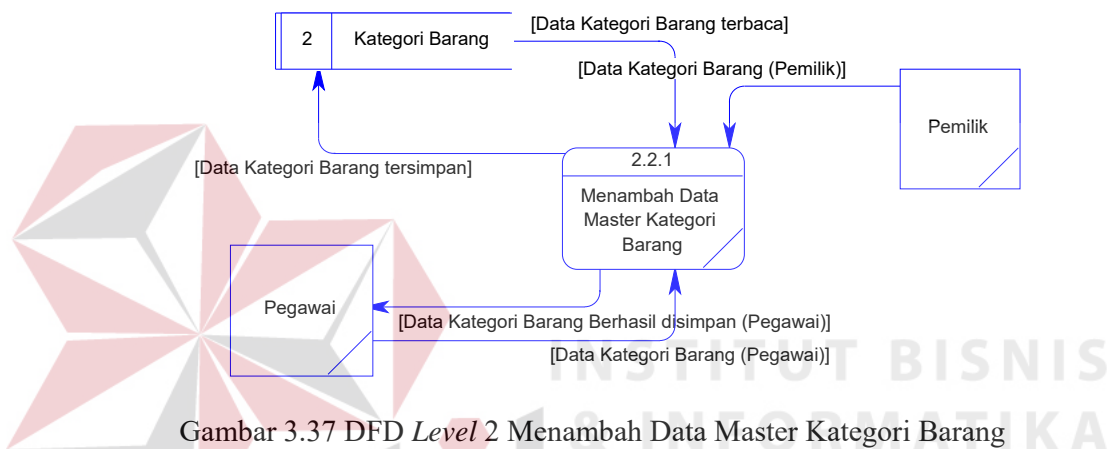 [Data Kategori Barang terbaca]
2 Kategori Barang
[Data Kategori Barang (Pemilik)]
Pemilik
[Data Kategori Barang tersimpan]
2.2.1
Menambah Data
Master Kategori
Barang
Pegawai
[Data Kategori Barang Berhasil disimpan (Pegawai)]
[Data Kategori Barang (Pegawai)]
INSTITUT BISNIS
& INFORMATIKA
Gambar 3.37 DFD Level 2 Menambah Data Master Kategori Barang